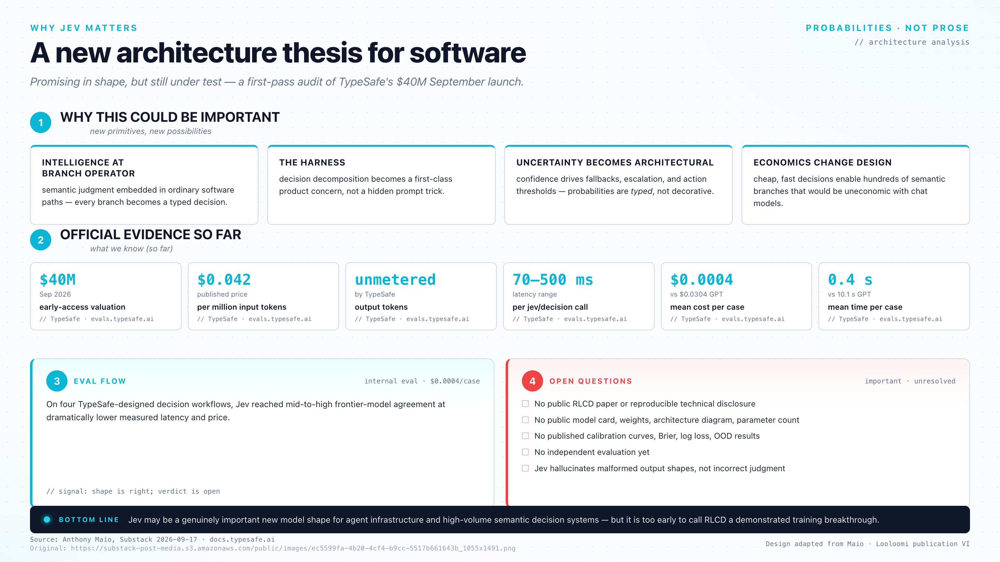 WHY JEV MATTERS
PROBABILITIES · NOT PROSE
// architecture analysis
A new architecture thesis for software
Promising in shape, but still under test — a first-pass audit of TypeSafe's $40M September launch.
1
WHY THIS COULD BE IMPORTANT
new primitives, new possibilities
INTELLIGENCE AT
BRANCH OPERATOR
semantic judgment embedded in ordinary software
paths — every branch becomes a typed decision.
THE HARNESS
decision decomposition becomes a first-class
product concern, not a hidden prompt trick.
UNCERTAINTY BECOMES ARCHITECTURAL
confidence drives fallbacks, escalation, and action
thresholds — probabilities are typed, not decorative.
ECONOMICS CHANGE DESIGN
cheap, fast decisions enable hundreds of semantic
branches that would be uneconomic with chat
models.
2
OFFICIAL EVIDENCE SO FAR
what we know (so far)
$40M
Sep 2026
early-access valuation
// TypeSafe · evals.typesafe.ai
$0.042
published price
per million input tokens
// TypeSafe · evals.typesafe.ai
unmetered
by TypeSafe
output tokens
// TypeSafe · evals.typesafe.ai
70–500 ms
latency range
per jev/decision call
// TypeSafe · evals.typesafe.ai
$0.0004
vs $0.0304 GPT
mean cost per case
// TypeSafe · evals.typesafe.ai
0.4 s
vs 10.1 s GPT
mean time per case
// TypeSafe · evals.typesafe.ai
3
EVAL FLOW
internal eval · $0.0004/case
On four TypeSafe-designed decision workflows, Jev reached mid-to-high frontier-model agreement at
dramatically lower measured latency and price.
// signal: shape is right; verdict is open
4
OPEN QUESTIONS
important · unresolved
☐ No public RLCD paper or reproducible technical disclosure
☐ No public model card, weights, architecture diagram, parameter count
☐ No published calibration curves, Brier, log loss, OOD results
☐ No independent evaluation yet
☐ Jev hallucinates malformed output shapes, not incorrect judgment
BOTTOM LINE Jev may be a genuinely important new model shape for agent infrastructure and high-volume semantic decision systems — but it is too early to call RLCD a demonstrated training breakthrough.
Source: Anthony Maio, Substack 2026-09-17 · docs.typesafe.ai
Original: https://substack-post-media.s3.amazonaws.com/public/images/ec5599fa-4b20-4cf4-b9cc-5517b661643b_1055x1491.png
Design adapted from Maio · Looloomi publication VI